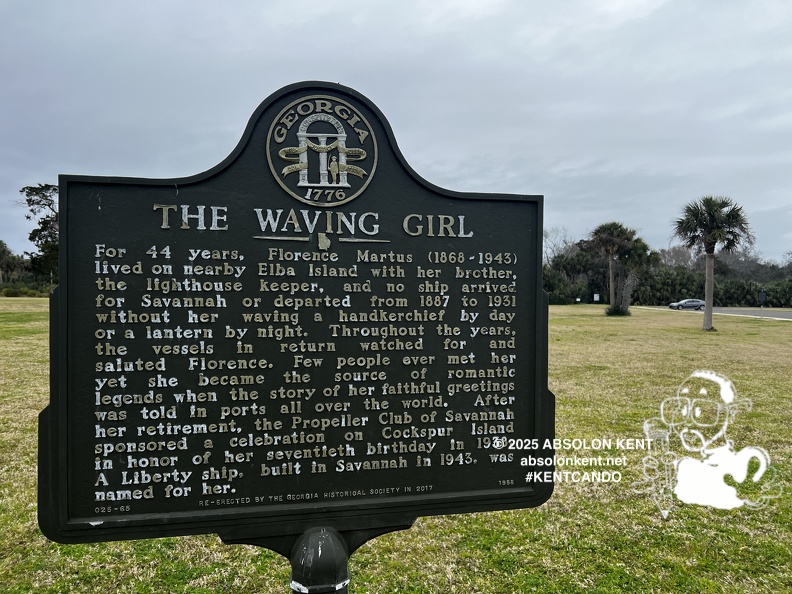 GEORGIA
1776
THE WAVING GIRL
For 44 years, Florence Martus (1868-1943)
lived on nearby Elba Island with her brother,
the lighthouse keeper, and no ship arrived
for Savannah or departed from 1887 to 1931
without her waving a handkerchief by day
or a lantern by night. Throughout the years,
the vessels in return watched for and
saluted Florence. Few people ever met her
yet she became the source of romantic
legends when the story of her faithful greetings
was told in ports all over the world. After
her retirement, the Propeller Club of Savannah
sponsored a celebration on Cockspur Island
in honor of her seventieth birthday in
A Liberty ship, built in Savannah in 1943, was
named for her.
025-65
RE-ERECTED BY THE GEORGIA HISTORICAL SOCIETY IN 2017
1958
© 2025 ABSOLON KENT
absolonkent.net
#KENTCANDO